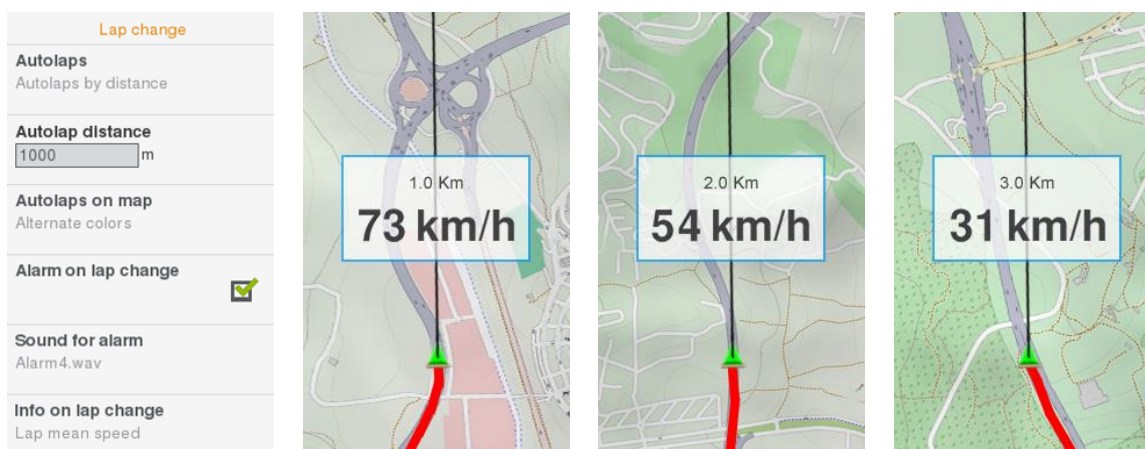 Lap change
Autolaps
Autolaps by distance
Autolap distance
1000 m
Autolaps on map
Alternate colors
Alarm on lap change
Sound for alarm
Alarm4.wav
Info on lap change
Lap mean speed
1.0 Km
73 km/h
2.0 Km
54 km/h
3.0 Km
31 km/h